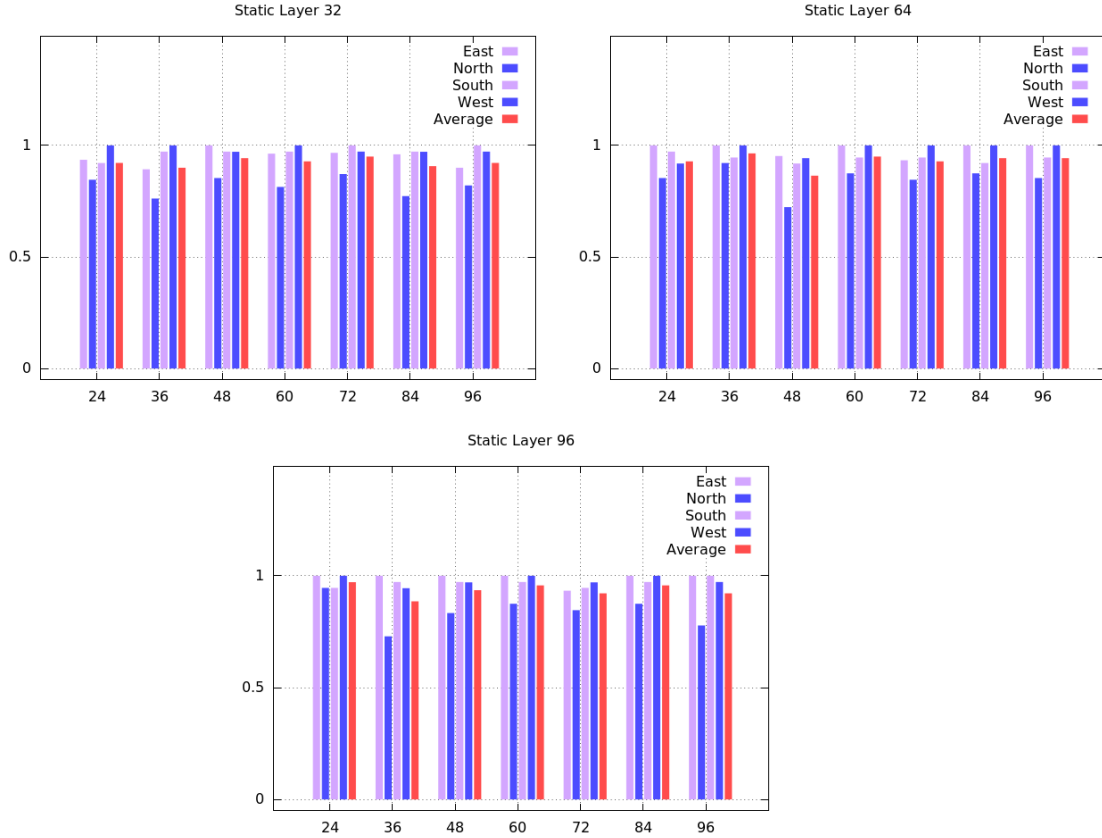 Static Layer 32
East
North
South
West
Average
1
0.5
0
24 36 48 60 72 84 96
Static Layer 64
East
North
South
West
Average
1
0.5
0
24 36 48 60 72 84 96
Static Layer 96
East
North
South
West
Average
1
0.5
0
24 36 48 60 72 84 96